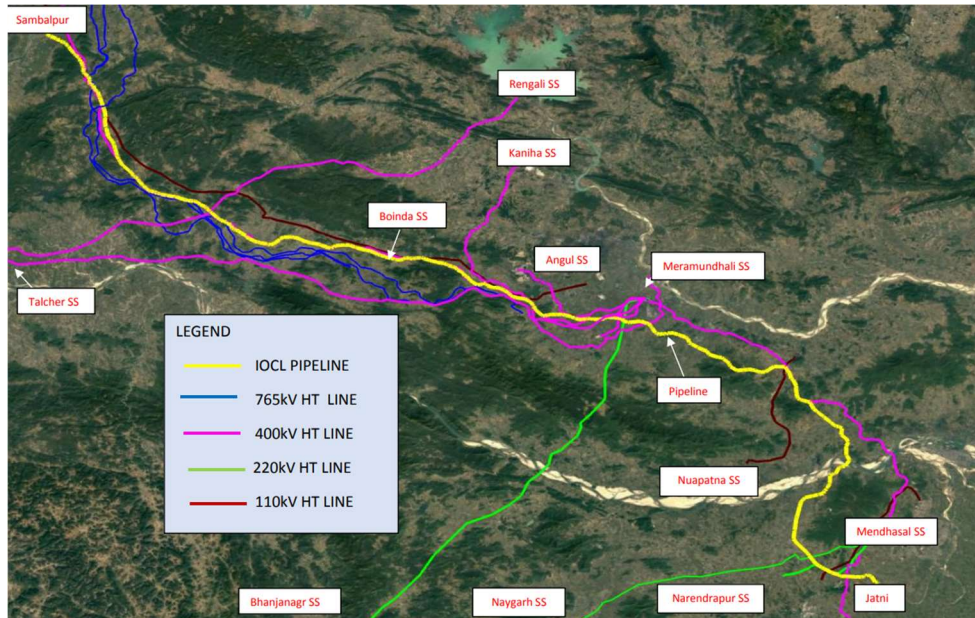 Sambalpur
Rengali SS
Kaniha SS
Boinda SS
Angul SS
Meramundhali SS
Talcher SS
LEGEND
IOCL PIPELINE
765kV HT LINE
400kV HT LINE
220kV HT LINE
110kV HT LINE
Pipeline
Nuapatna SS
Mendhasal SS
Bhanjanagr SS
Naygarh SS
Narendrapur SS
Jatni